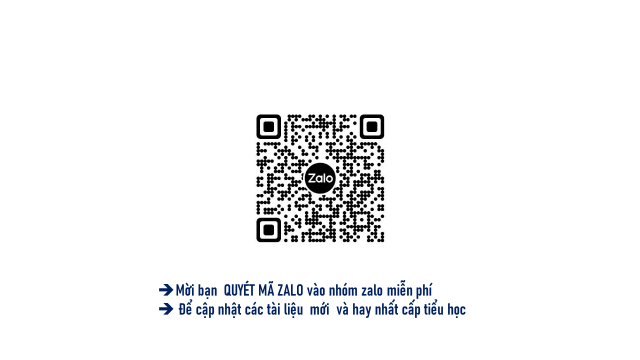 Zalo
➔ Mời bạn QUYÉT MÃ ZALO vào nhóm zalo miễn phí
➔ Để cập nhật các tài liệu mới và hay nhất cấp tiểu học